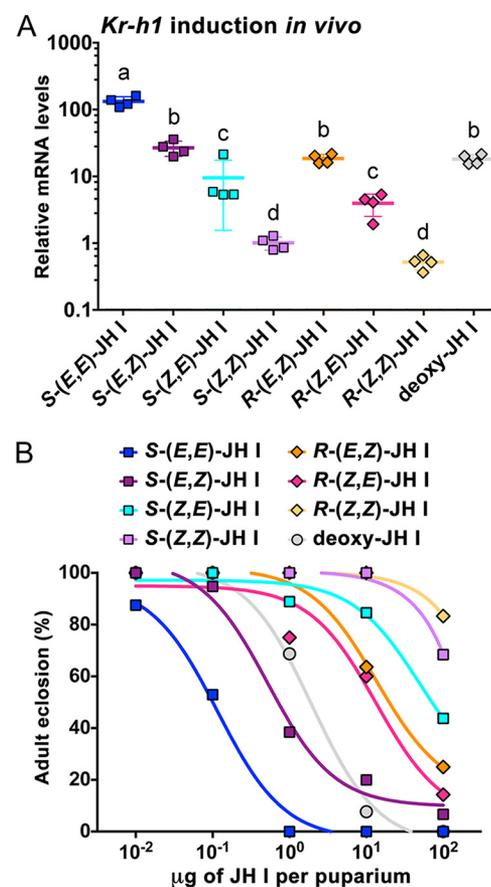 A
Kr-h1 induction in vivo
Relative mRNA levels
1000
100
10
1
0.1
a
b
c
d
b
c
d
b
S-(E,E)-JH I
S-(E,Z)-JH I
S-(Z,E)-JH I
S-(Z,Z)-JH I
R-(E,Z)-JH I
R-(Z,E)-JH I
R-(Z,Z)-JH I
deoxy-JH I
B
S-(E,E)-JH I
S-(E,Z)-JH I
S-(Z,E)-JH I
S-(Z,Z)-JH I
R-(E,Z)-JH I
R-(Z,E)-JH I
R-(Z,Z)-JH I
deoxy-JH I
Adult eclosion (%)
100
80
60
40
20
0
10⁻² 10⁻¹ 10⁰ 10¹ 10²
μg of JH I per puparium